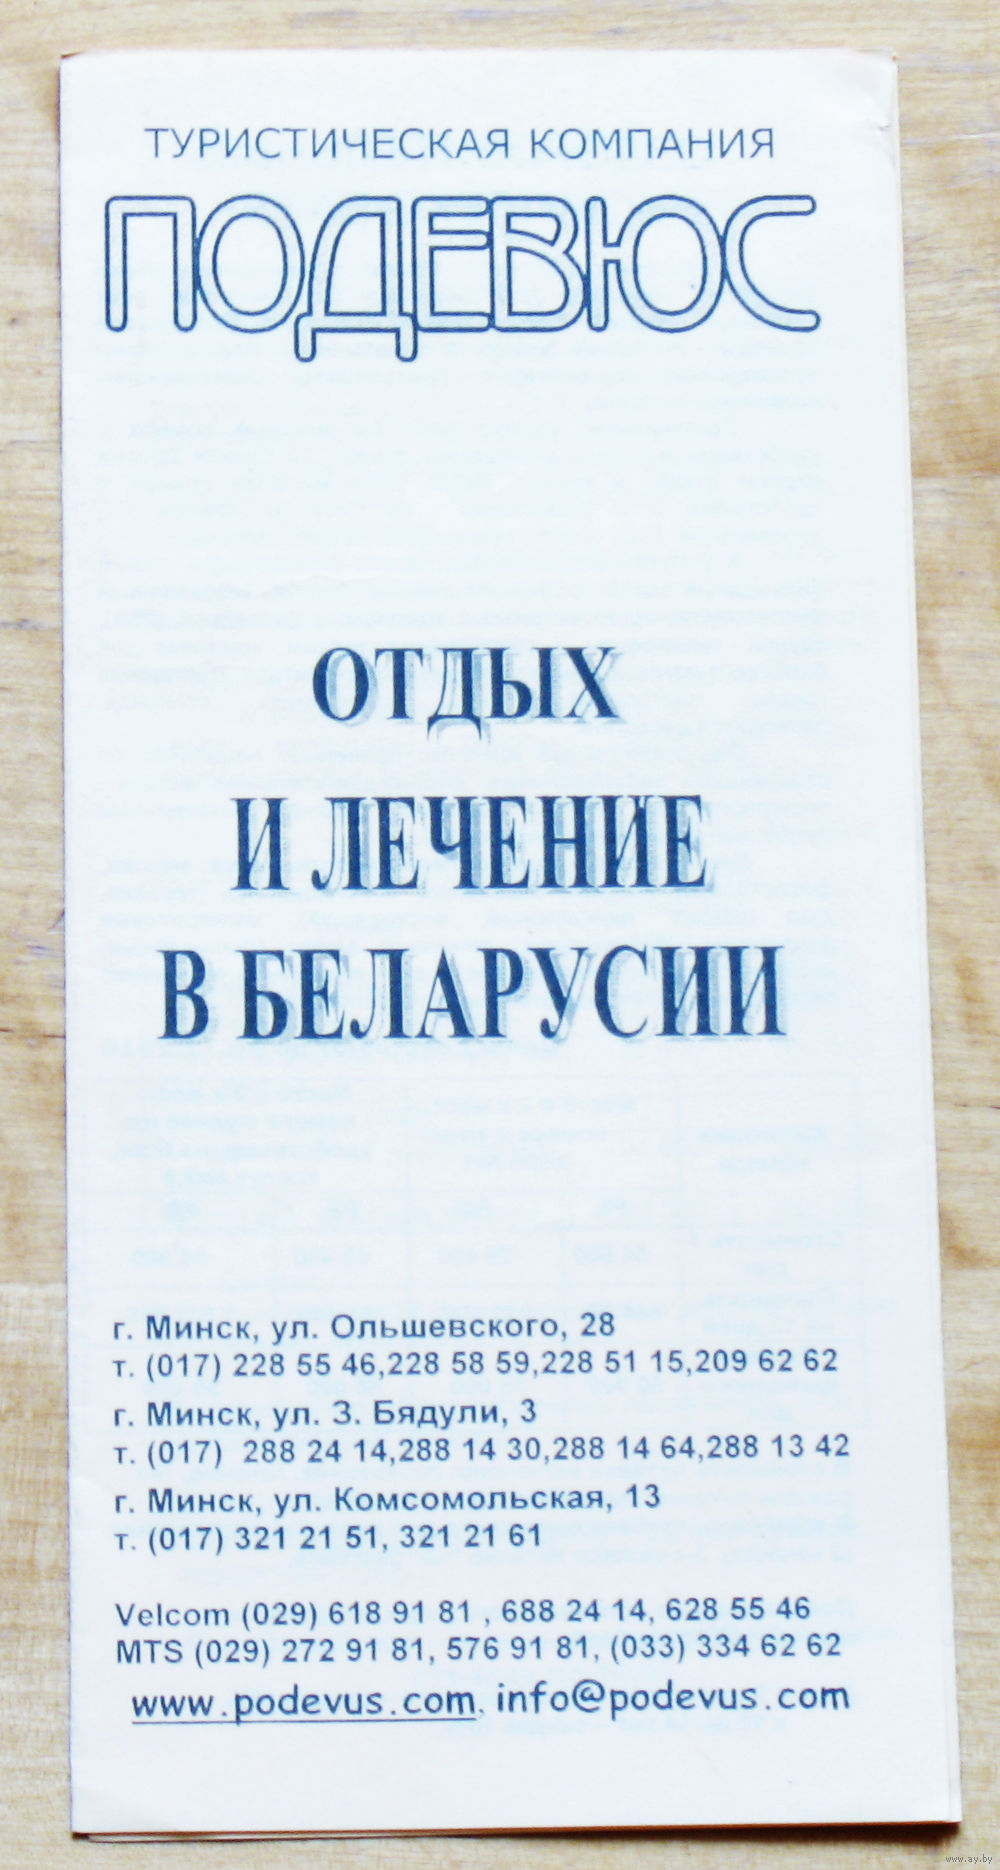 ТУРИСТИЧЕСКАЯ КОМПАНИЯ
ПОДЕВЮС
ОТДЫХ
И ЛЕЧЕНИЕ
В БЕЛАРУСИИ
г. Минск, ул. Ольшевского, 28
т. (017) 228 55 46,228 58 59,228 51 15,209 62 62
г. Минск, ул. З. Бядули, 3
т. (017)  288 24 14,288 14 30,288 14 64,288 13 42
г. Минск, ул. Комсомольская, 13
т. (017) 321 21 51, 321 21 61
Velcom (029) 618 91 81 , 688 24 14, 628 55 46
MTS (029) 272 91 81, 576 91 81, (033) 334 62 62
www.podevus.com, info@podevus.com
www.ay.by